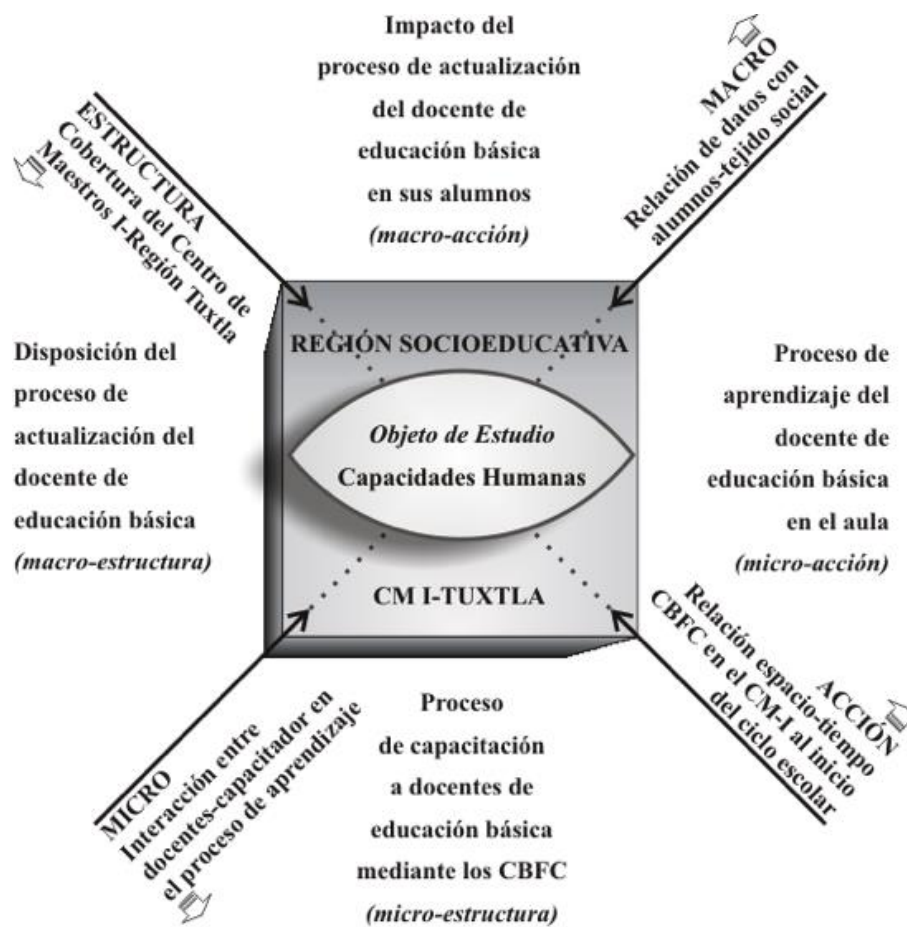 Impacto del
proceso de actualización
del docente de
educación básica
en sus alumnos
(macro-acción)
ESTRUCTURA
Cobertura del Centro de
Maestros I-Región Tuxtla
MACRO
Relación de datos con
alumnos-tejido social
Disposición del
proceso de
actualización del
docente de
educación básica
(macro-estructura)
REGIÓN SOCIOEDUCATIVA
Objeto de Estudio
Capacidades Humanas
CM I-TUXTLA
Proceso de
aprendizaje del
docente de
educación básica
en el aula
(micro-acción)
MICRO
Interacción entre
docentes-capacitador en
el proceso de aprendizaje
Proceso
de capacitación
a docentes de
educación básica
mediante los CBFC
(micro-estructura)
ACCIÓN
Relación espacio-tiempo
CBFC en el CM-I al inicio
del ciclo escolar